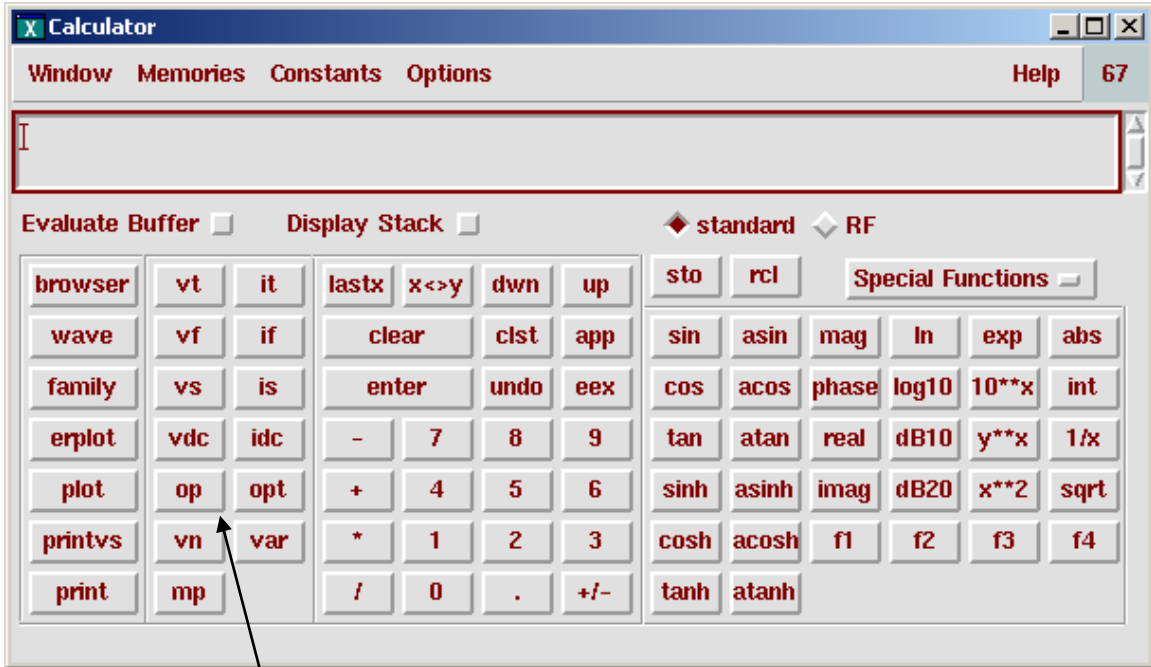 X Calculator
Window Memories Constants Options Help 67
Evaluate Buffer Display Stack standard RF
browser vt it lastx x<>y dwn up sto rcl Special Functions
wave vf if clear clst app sin asin mag ln exp abs
family vs is enter undo eex cos acos phase log10 10**x int
erplot vdc idc - 7 8 9 tan atan real dB10 y**x 1/x
plot op opt + 4 5 6 sinh asinh imag dB20 x**2 sqrt
printvs vn var * 1 2 3 cosh acosh f1 f2 f3 f4
print mp / 0 . +/- tanh atanh